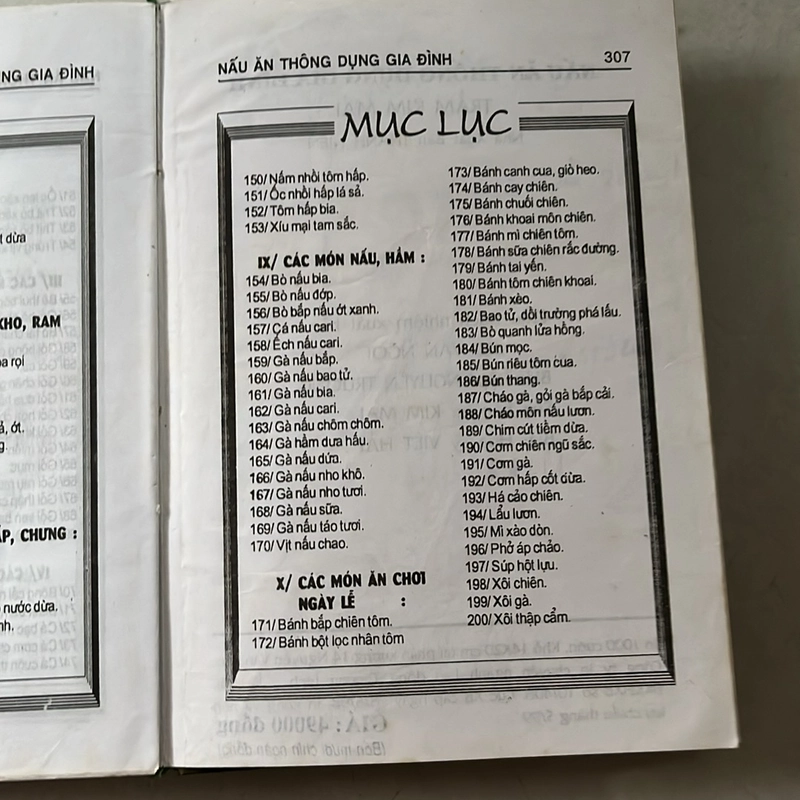 NG GIA ĐÌNH
t dừa
KHO, RAM
a rọi
ả, ớt.
g.
ẤP, CHƯNG :
nước dừa.
nh.
NẤU ĂN THÔNG DỤNG GIA ĐÌNH
307
MỤC LỤC
150/ Nấm nhồi tôm hấp.
151/ Ốc nhồi hấp lá sả.
152/ Tôm hấp bia.
153/ Xíu mại tam sắc.
IX/ CÁC MÓN NẤU, HẦM :
154/ Bò nấu bia.
155/ Bò nấu đớp.
156/ Bò bắp nấu ớt xanh.
157/ Cá nấu cari.
158/ Ếch nấu cari.
159/ Gà nấu bắp.
160/ Gà nấu bao tử.
161/ Gà nấu bia.
162/ Gà nấu cari.
163/ Gà nấu chôm chôm.
164/ Gà hầm dưa hấu.
165/ Gà nấu dứa.
166/ Gà nấu nho khô.
167/ Gà nấu nho tươi.
168/ Gà nấu sữa.
169/ Gà nấu táo tươi.
170/ Vịt nấu chao.
X/ CÁC MÓN ĂN CHƠI
NGÀY LỄ :
171/ Bánh bắp chiên tôm.
172/ Bánh bột lọc nhân tôm
173/ Bánh canh cua, giò heo.
174/ Bánh cay chiên.
175/ Bánh chuối chiên.
176/ Bánh khoai môn chiên.
177/ Bánh mì chiên tôm.
178/ Bánh sữa chiên rắc đường.
179/ Bánh tai yến.
180/ Bánh tôm chiên khoai.
181/ Bánh xèo.
182/ Bao tử, dồi trường phá lấu.
183/ Bò quanh lửa hồng.
184/ Bún mọc.
185/ Bún riêu tôm cua.
186/ Bún thang.
187/ Cháo gà, gỏi gà bắp cải.
188/ Cháo môn nấu lươn.
189/ Chim cút tiềm dừa.
190/ Cơm chiên ngũ sắc.
191/ Cơm gà.
192/ Cơm hấp cốt dừa.
193/ Há cảo chiên.
194/ Lẩu lươn.
195/ Mì xào dòn.
196/ Phở áp chảo.
197/ Súp hột lựu.
198/ Xôi chiên.
199/ Xôi gà.
200/ Xôi thập cẩm.
GIÁ : 49000 đồng